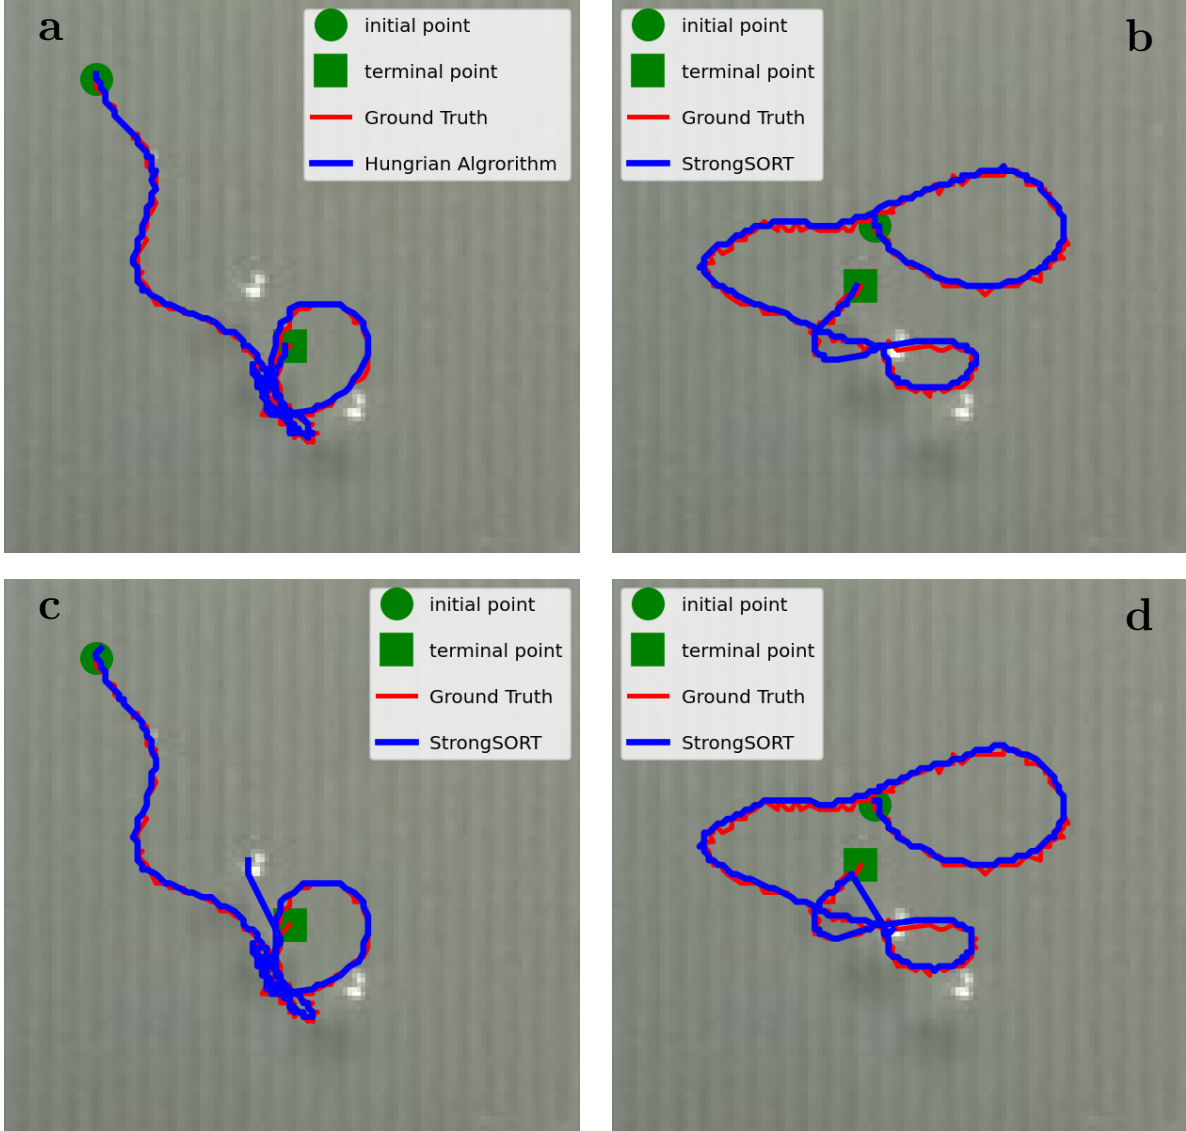 a
initial point
terminal point
Ground Truth
Hungrian Algrorithm
b
initial point
terminal point
Ground Truth
StrongSORT
c
initial point
terminal point
Ground Truth
StrongSORT
d
initial point
terminal point
Ground Truth
StrongSORT